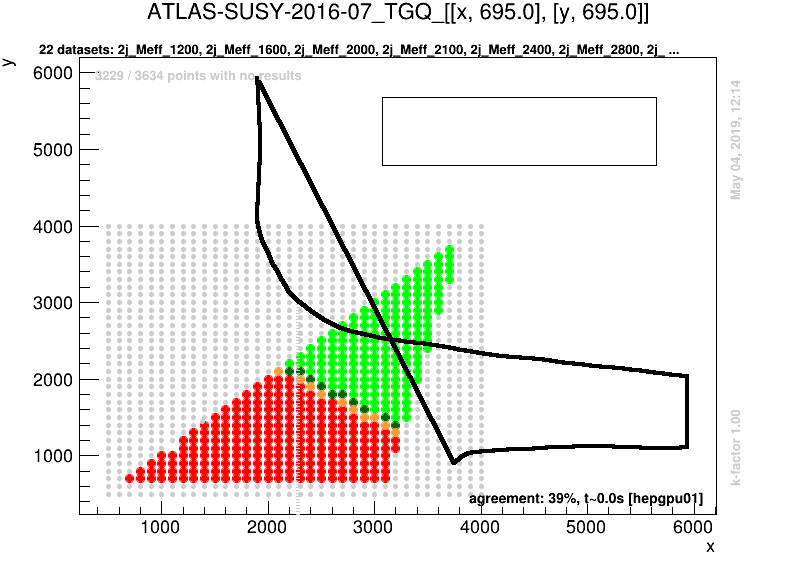 ATLAS-SUSY-2016-07_TGQ_[[x, 695.0], [y, 695.0]]
22 datasets: 2j_Meff_1200, 2j_Meff_1600, 2j_Meff_2000, 2j_Meff_2100, 2j_Meff_2400, 2j_Meff_2800, 2j_ ...
y
3229 / 3634 points with no results
6000
5000
4000
3000
2000
1000
May 04, 2019, 12:14
k-factor 1.00
agreement: 39%, t~0.0s [hepgpu01]
1000 2000 3000 4000 5000 6000
x